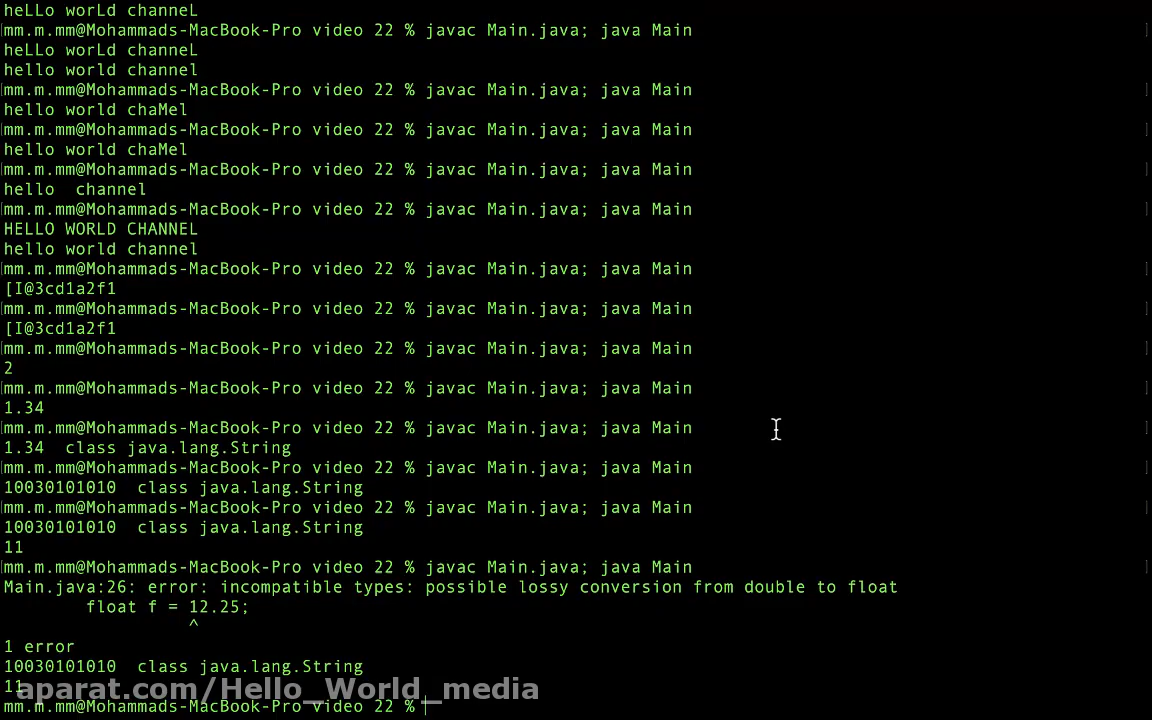 heLLo worLd channeL
mm.m.mm@Mohammads-MacBook-Pro video 22 % javac Main.java; java Main
heLLo worLd channeL
hello world channel
mm.m.mm@Mohammads-MacBook-Pro video 22 % javac Main.java; java Main
hello world chaMel
mm.m.mm@Mohammads-MacBook-Pro video 22 % javac Main.java; java Main
hello world chaMel
mm.m.mm@Mohammads-MacBook-Pro video 22 % javac Main.java; java Main
hello  channel
mm.m.mm@Mohammads-MacBook-Pro video 22 % javac Main.java; java Main
HELLO WORLD CHANNEL
hello world channel
mm.m.mm@Mohammads-MacBook-Pro video 22 % javac Main.java; java Main
[I@3cd1a2f1
mm.m.mm@Mohammads-MacBook-Pro video 22 % javac Main.java; java Main
[I@3cd1a2f1
mm.m.mm@Mohammads-MacBook-Pro video 22 % javac Main.java; java Main
2
mm.m.mm@Mohammads-MacBook-Pro video 22 % javac Main.java; java Main
1.34
mm.m.mm@Mohammads-MacBook-Pro video 22 % javac Main.java; java Main
1.34  class java.lang.String
mm.m.mm@Mohammads-MacBook-Pro video 22 % javac Main.java; java Main
10030101010  class java.lang.String
mm.m.mm@Mohammads-MacBook-Pro video 22 % javac Main.java; java Main
10030101010  class java.lang.String
11
mm.m.mm@Mohammads-MacBook-Pro video 22 % javac Main.java; java Main
Main.java:26: error: incompatible types: possible lossy conversion from double to float
        float f = 12.25;
                  ^
1 error
10030101010  class java.lang.String
11
aparat.com/Hello_World_media
mm.m.mm@Mohammads-MacBook-Pro video 22 %